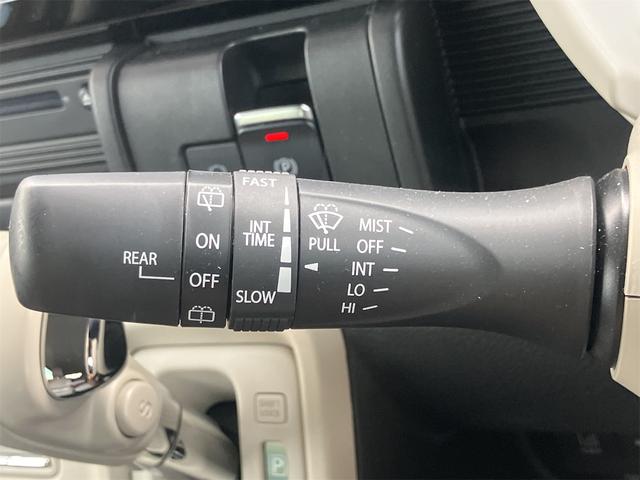 FAST
INT
TIME
SLOW
REAR
ON
OFF
PULL
MIST
OFF
INT
LO
HI
S
P